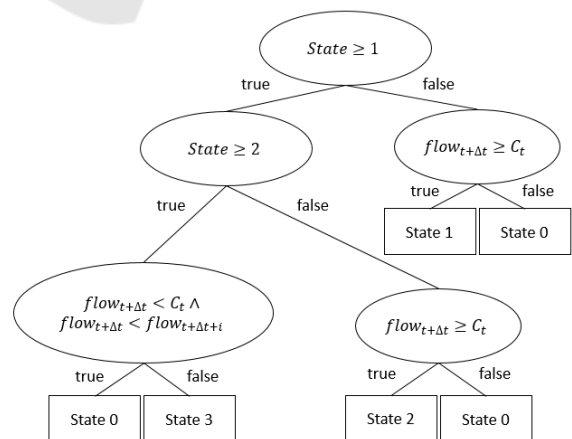 State ≥ 1
true false
State ≥ 2
flow_{t+Δt} ≥ C_t
true false
true false
State 1 State 0
flow_{t+Δt} < C_t ∧
flow_{t+Δt} < flow_{t+Δt+i}
flow_{t+Δt} ≥ C_t
true false
true false
State 0 State 3
State 2 State 0